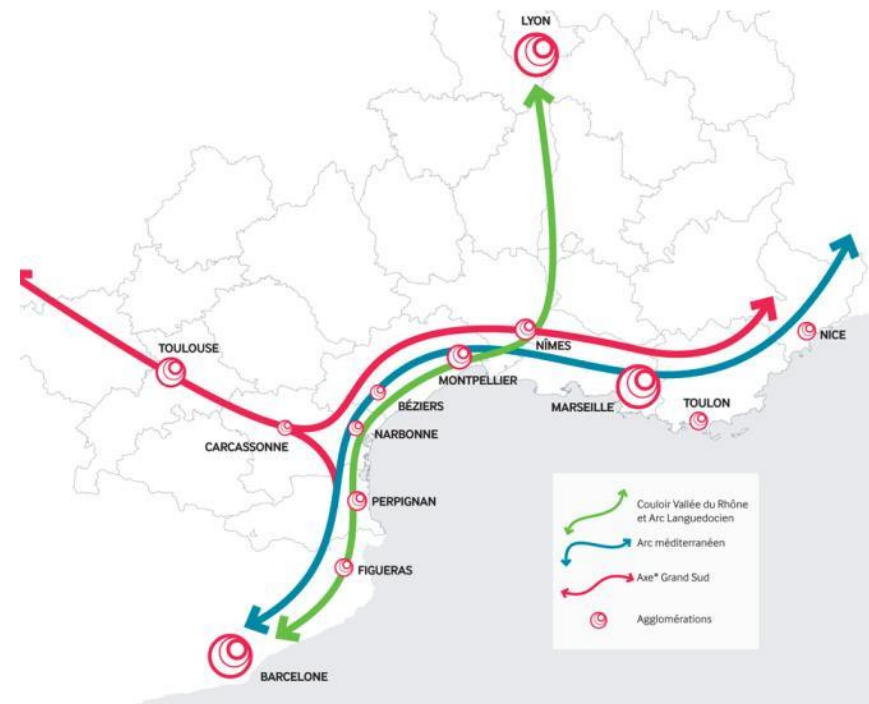 LYON
TOULOUSE
NÎMES
NICE
MONTPELLIER
BÉZIERS
MARSEILLE
TOULON
CARCASSONNE
NARBONNE
PERPIGNAN
FIGUERAS
BARCELONE
Couloir Vallée du Rhône
et Arc Languedocien
Arc méditerranéen
Axe* Grand Sud
Agglomérations